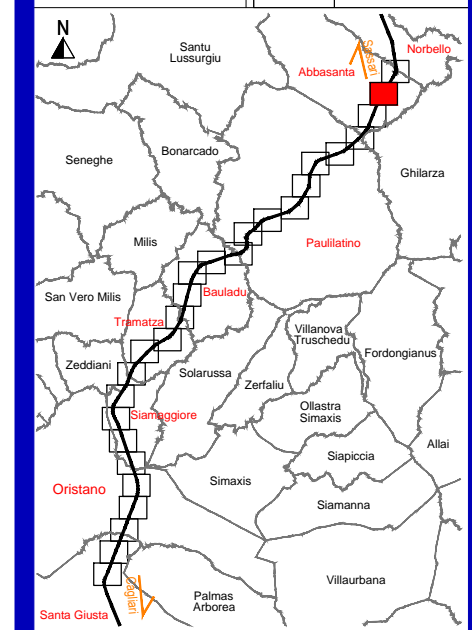 N
Santu
Lussurgiu
Sassari
Norbello
Abbasanta
Bonarcado
Seneghe
Ghilarza
Milis
Paulilatino
San Vero Milis
Bauladu
Tramatza
Villanova
Truschedu
Fordongianus
Zeddiani
Solarussa
Zerfaliu
Ollastra
Simaxis
Siamaggiore
Allai
Siapiccia
Simaxis
Oristano
Siamanna
Villaurbana
Cagliari
Palmas
Arborea
Santa Giusta